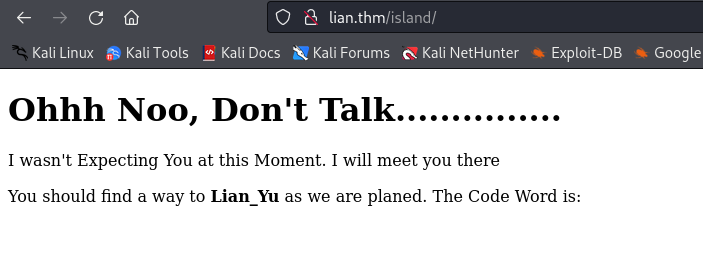 lian.thm/island/
Kali Linux Kali Tools Kali Docs Kali Forums Kali NetHunter Exploit-DB Google
Ohhh Noo, Don't Talk...............
I wasn't Expecting You at this Moment. I will meet you there
You should find a way to Lian_Yu as we are planed. The Code Word is: